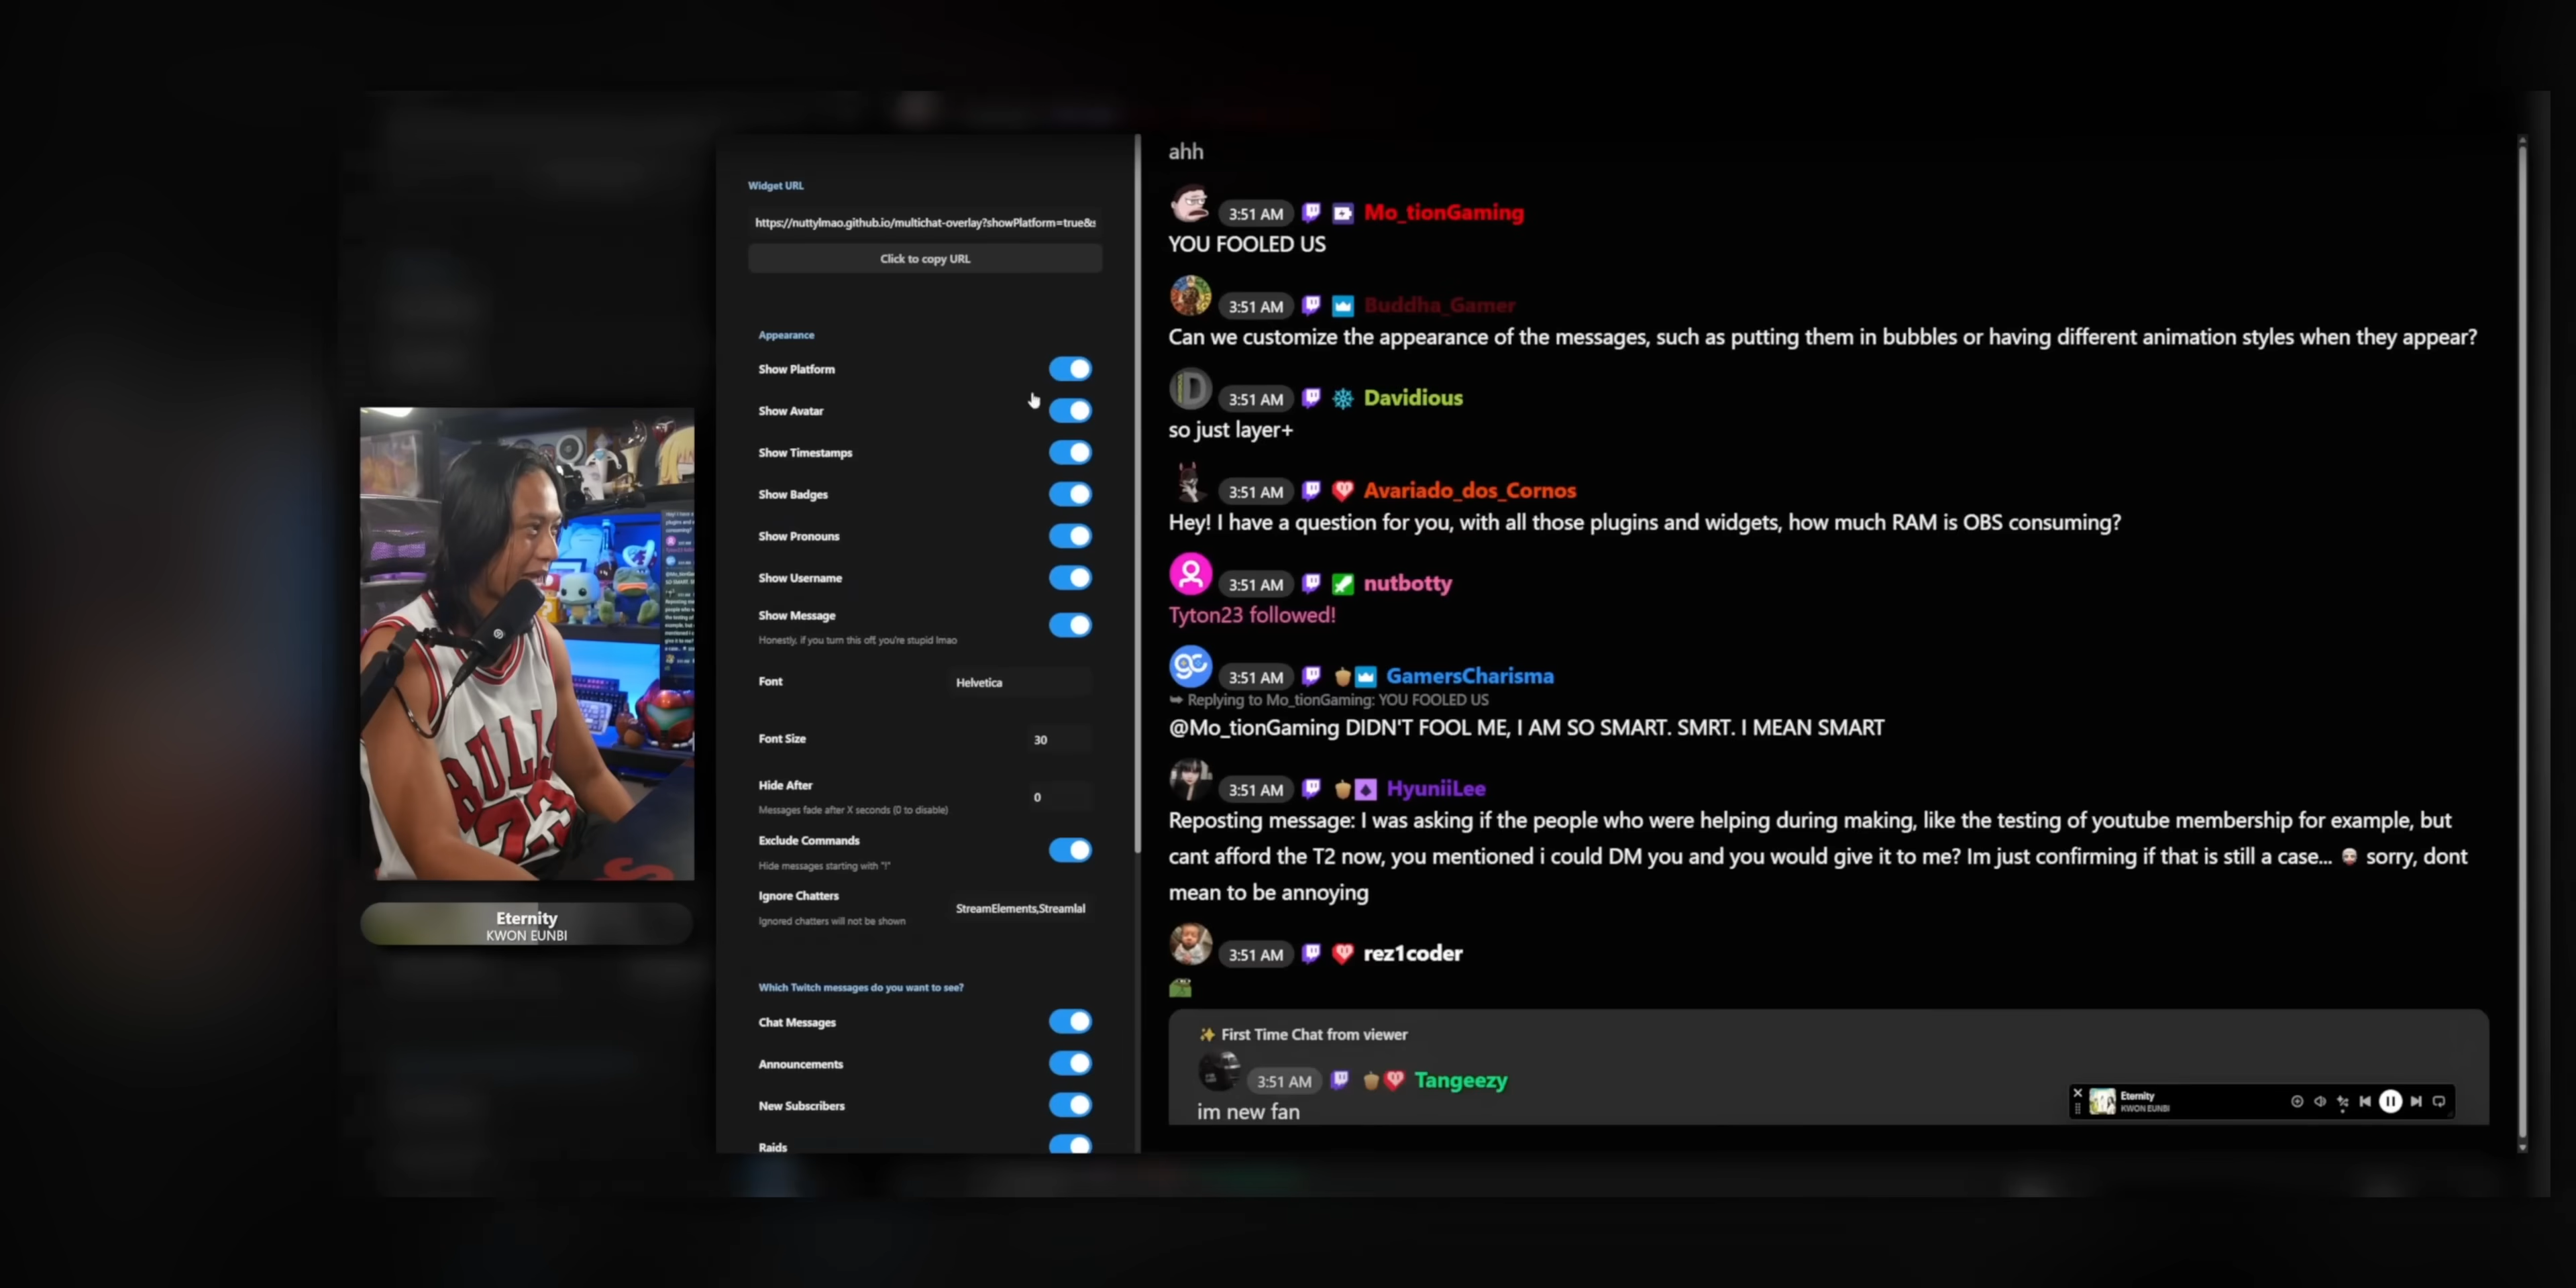 Widget URL
https://nuttylmao.github.io/multichat-overlay?showPlatform=true&s
Click to copy URL
Appearance
Show Platform
Show Avatar
Show Timestamps
Show Badges
Show Pronouns
Show Username
Show Message
Honestly, if you turn this off, you're stupid lmao
Font
Helvetica
Font Size
30
Hide After
0
Messages fade after X seconds (0 to disable)
Exclude Commands
Hide messages starting with "!"
Ignore Chatters
StreamElements,Streamlal
Ignored chatters will not be shown
Which Twitch messages do you want to see?
Chat Messages
Announcements
New Subscribers
Raids
BULLS
Eternity
KWON EUNBI
ahh
3:51 AM Mo_tionGaming
YOU FOOLED US
3:51 AM Buddha_Gamer
Can we customize the appearance of the messages, such as putting them in bubbles or having different animation styles when they appear?
3:51 AM Davidious
so just layer+
3:51 AM Avariado_dos_Cornos
Hey! I have a question for you, with all those plugins and widgets, how much RAM is OBS consuming?
3:51 AM nutbotty
Tyton23 followed!
gc
3:51 AM GamersCharisma
Replying to Mo_tionGaming: YOU FOOLED US
@Mo_tionGaming DIDN'T FOOL ME, I AM SO SMART. SMRT. I MEAN SMART
3:51 AM HyuniiLee
Reposting message: I was asking if the people who were helping during making, like the testing of youtube membership for example, but
cant afford the T2 now, you mentioned i could DM you and you would give it to me? Im just confirming if that is still a case... sorry, dont
mean to be annoying
3:51 AM rez1coder
First Time Chat from viewer
3:51 AM Tangeezy
im new fan
Eternity
KWON EUNBI